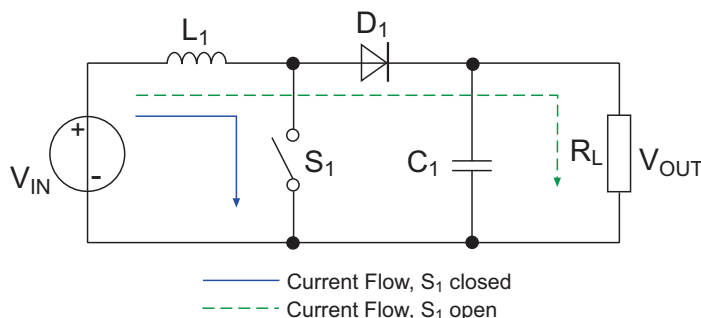 L1
D1
+
-
VIN
S1
C1
RL
VOUT
Current Flow, S1 closed
Current Flow, S1 open